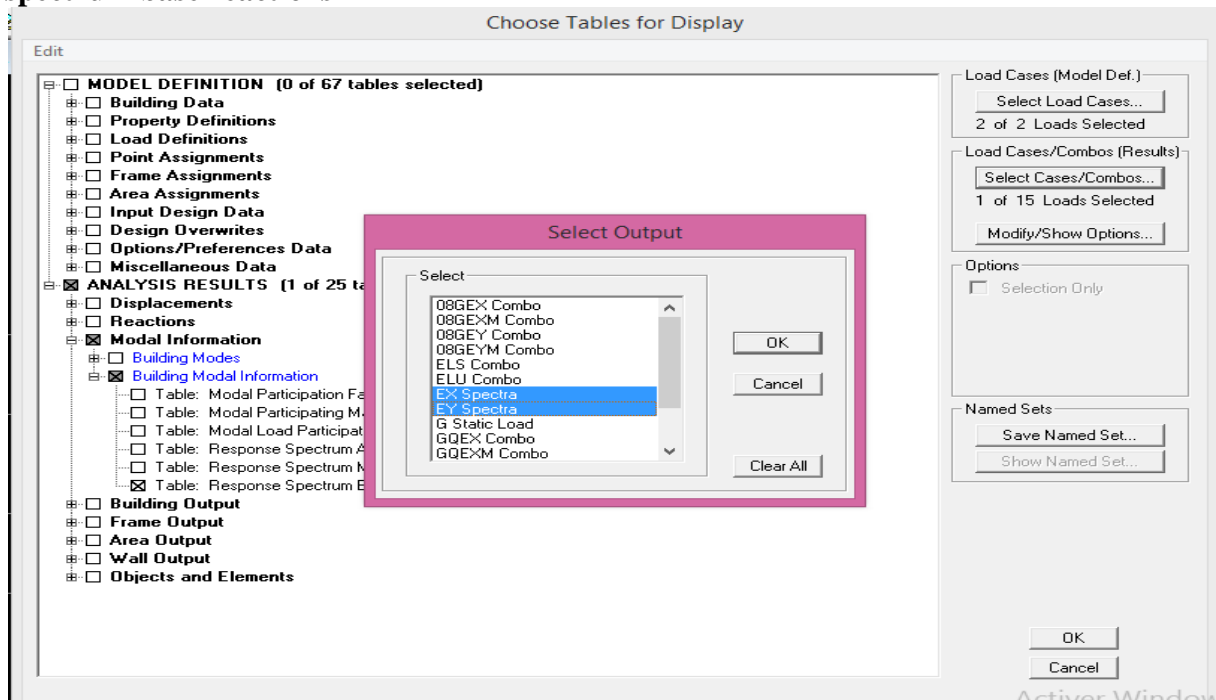 spectrum base reactions
Choose Tables for Display
Edit
MODEL DEFINITION (0 of 67 tables selected)
Building Data
Property Definitions
Load Definitions
Point Assignments
Frame Assignments
Area Assignments
Input Design Data
Design Overwrites
Options/Preferences Data
Miscellaneous Data
ANALYSIS RESULTS (1 of 25 ta
Displacements
Reactions
Modal Information
Building Modes
Building Modal Information
Table: Modal Participation Fa
Table: Modal Participating M
Table: Modal Load Participat
Table: Response Spectrum A
Table: Response Spectrum M
Table: Response Spectrum B
Building Output
Frame Output
Area Output
Wall Output
Objects and Elements
Select Output
Select
08GEX Combo
08GEXM Combo
08GEY Combo
08GEYM Combo
ELS Combo
ELU Combo
EX Spectra
EY Spectra
G Static Load
GQEX Combo
GQEXM Combo
OK
Cancel
Clear All
Load Cases (Model Def.)
Select Load Cases...
2 of 2 Loads Selected
Load Cases/Combos (Results)
Select Cases/Combos...
1 of 15 Loads Selected
Modify/Show Options...
Options
Selection Only
Named Sets
Save Named Set...
Show Named Set...
OK
Cancel
Activer Window